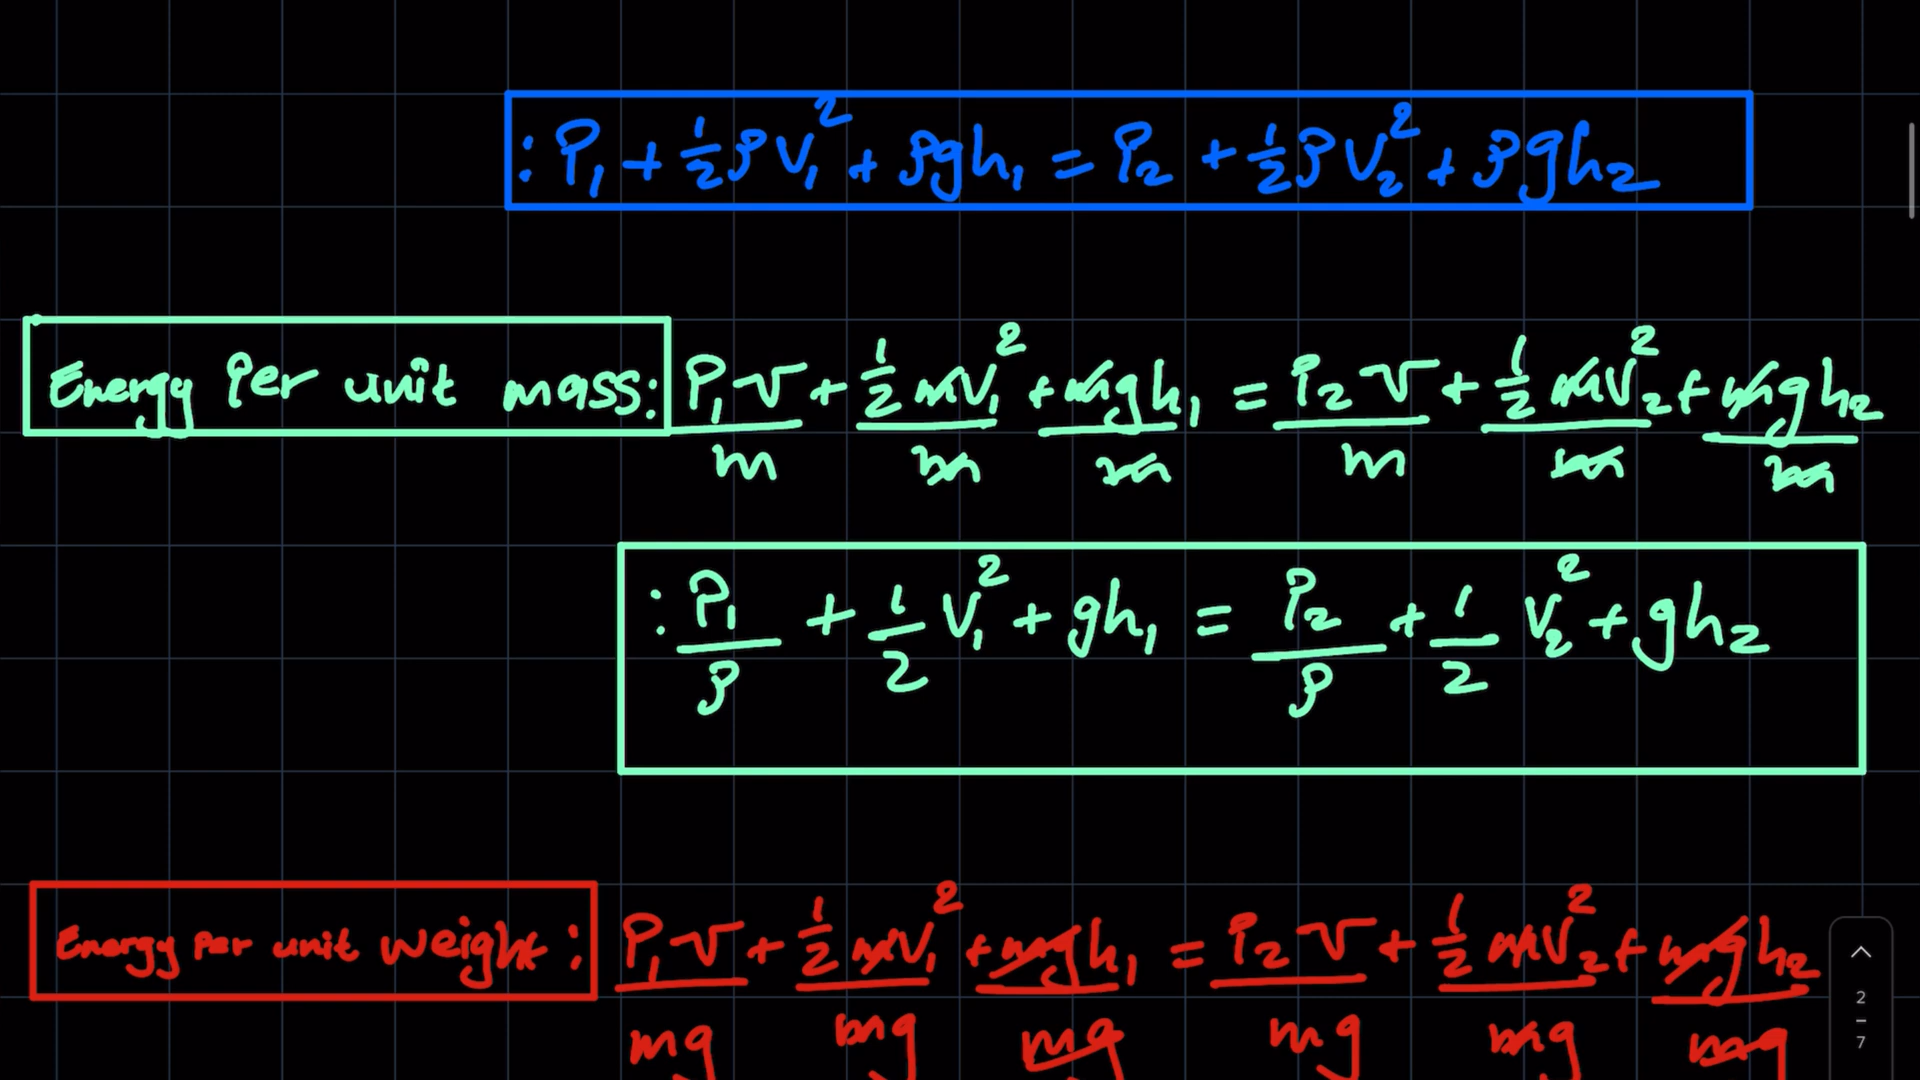 : P₁ + ½ρV₁² + ρgh₁ = P₂ + ½ρV₂² + ρgh₂
Energy Per unit mass: P₁v/m + ½mV₁²/m + mgh₁/m = P₂v/m + ½mV₂²/m + mgh₂/m
: P₁/ρ + ½V₁² + gh₁ = P₂/ρ + ½V₂² + gh₂
Energy Per unit weight: P₁v/mg + ½mV₁²/mg + mgh₁/mg = P₂v/mg + ½mV₂²/mg + mgh₂/mg
2
7